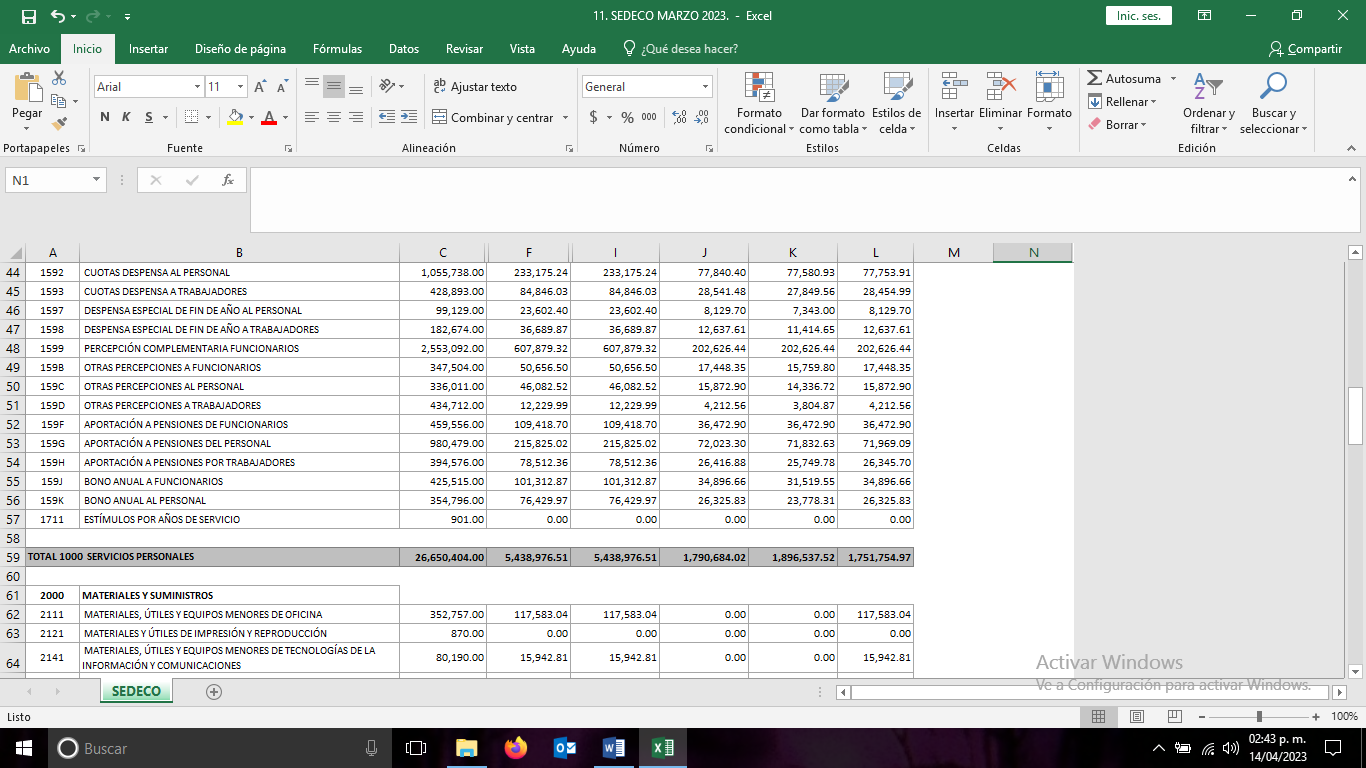 11. SEDECO MARZO 2023. - Excel
Inic. ses.
Archivo Inicio Insertar Diseño de página Fórmulas Datos Revisar Vista Ayuda ¿Qué desea hacer? Compartir
Pegar
Arial 11
N K S
ab Ajustar texto
Combinar y centrar
General
$ % 000
Formato condicional
Dar formato como tabla
Estilos de celda
Insertar Eliminar Formato
Autosuma
Rellenar
Borrar
Ordenar y filtrar
Buscar y seleccionar
Portapapeles Fuente Alineación Número Estilos Celdas Edición
N1 fx
A B C F I J K L M N
44 1592 CUOTAS DESPENSA AL PERSONAL 1,055,738.00 233,175.24 233,175.24 77,840.40 77,580.93 77,753.91
45 1593 CUOTAS DESPENSA A TRABAJADORES 428,893.00 84,846.03 84,846.03 28,541.48 27,849.56 28,454.99
46 1597 DESPENSA ESPECIAL DE FIN DE AÑO AL PERSONAL 99,129.00 23,602.40 23,602.40 8,129.70 7,343.00 8,129.70
47 1598 DESPENSA ESPECIAL DE FIN DE AÑO A TRABAJADORES 182,674.00 36,689.87 36,689.87 12,637.61 11,414.65 12,637.61
48 1599 PERCEPCIÓN COMPLEMENTARIA FUNCIONARIOS 2,553,092.00 607,879.32 607,879.32 202,626.44 202,626.44 202,626.44
49 159B OTRAS PERCEPCIONES A FUNCIONARIOS 347,504.00 50,656.50 50,656.50 17,448.35 15,759.80 17,448.35
50 159C OTRAS PERCEPCIONES AL PERSONAL 336,011.00 46,082.52 46,082.52 15,872.90 14,336.72 15,872.90
51 159D OTRAS PERCEPCIONES A TRABAJADORES 434,712.00 12,229.99 12,229.99 4,212.56 3,804.87 4,212.56
52 159F APORTACIÓN A PENSIONES DE FUNCIONARIOS 459,556.00 109,418.70 109,418.70 36,472.90 36,472.90 36,472.90
53 159G APORTACIÓN A PENSIONES DEL PERSONAL 980,479.00 215,825.02 215,825.02 72,023.30 71,832.63 71,969.09
54 159H APORTACIÓN A PENSIONES POR TRABAJADORES 394,576.00 78,512.36 78,512.36 26,416.88 25,749.78 26,345.70
55 159J BONO ANUAL A FUNCIONARIOS 425,515.00 101,312.87 101,312.87 34,896.66 31,519.55 34,896.66
56 159K BONO ANUAL AL PERSONAL 354,796.00 76,429.97 76,429.97 26,325.83 23,778.31 26,325.83
57 1711 ESTÍMULOS POR AÑOS DE SERVICIO 901.00 0.00 0.00 0.00 0.00 0.00
58
59 TOTAL 1000 SERVICIOS PERSONALES 26,650,404.00 5,438,976.51 5,438,976.51 1,790,684.02 1,896,537.52 1,751,754.97
60
61 2000 MATERIALES Y SUMINISTROS
62 2111 MATERIALES, ÚTILES Y EQUIPOS MENORES DE OFICINA 352,757.00 117,583.04 117,583.04 0.00 0.00 117,583.04
63 2121 MATERIALES Y ÚTILES DE IMPRESIÓN Y REPRODUCCIÓN 870.00 0.00 0.00 0.00 0.00 0.00
64 2141 MATERIALES, ÚTILES Y EQUIPOS MENORES DE TECNOLOGÍAS DE LA
INFORMACIÓN Y COMUNICACIONES 80,190.00 15,942.81 15,942.81 0.00 0.00 15,942.81
Activar Windows
Ve a Configuración para activar Windows.
SEDECO
Listo 100%
Buscar
02:43 p. m.
14/04/2023